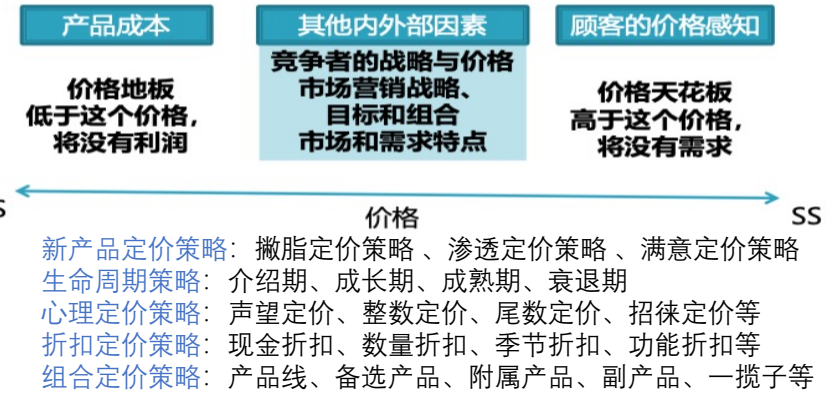 产品成本
其他内外部因素
顾客的价格感知
价格地板
低于这个价格，
将没有利润
竞争者的战略与价格
市场营销战略、
目标和组合
市场和需求特点
价格天花板
高于这个价格，
将没有需求
S
价格
SS
新产品定价策略：撇脂定价策略 、渗透定价策略 、满意定价策略
生命周期策略：介绍期、成长期、成熟期、衰退期
心理定价策略：声望定价、整数定价、尾数定价、招徕定价等
折扣定价策略：现金折扣、数量折扣、季节折扣、功能折扣等
组合定价策略：产品线、备选产品、附属产品、副产品、一揽子等